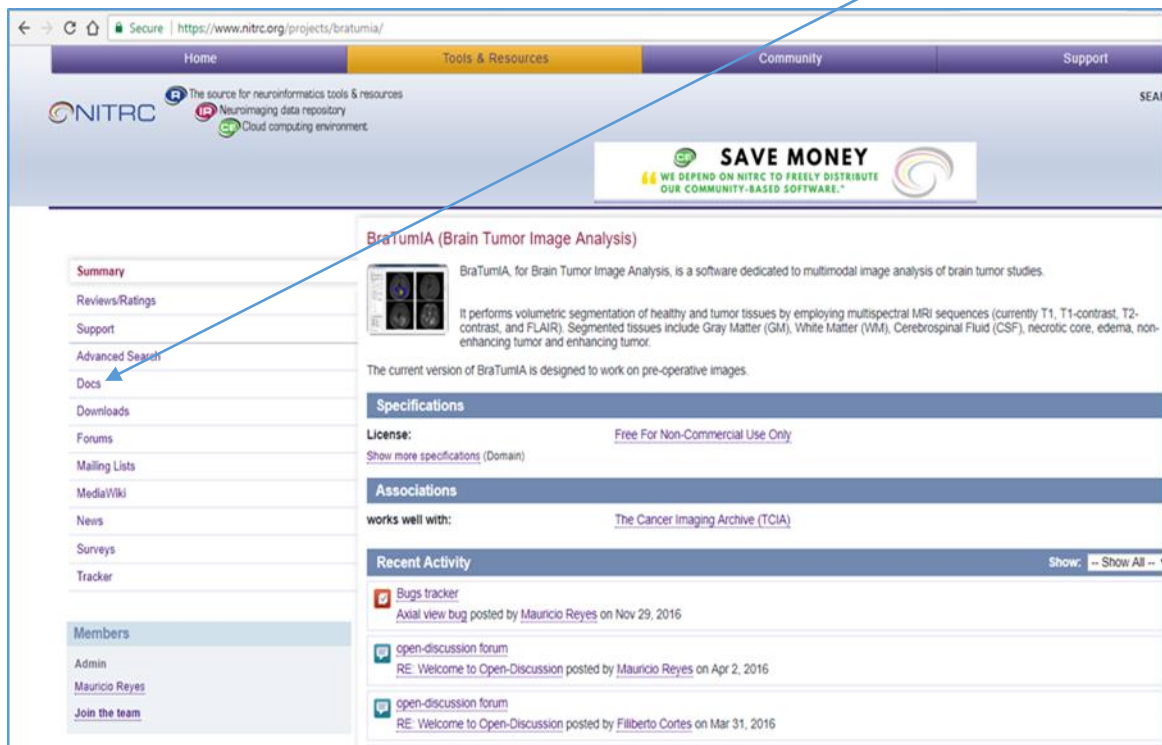 Secure | https://www.nitrc.org/projects/bratumia/
Home Tools & Resources Community Support
NITRC
R The source for neuroinformatics tools & resources
IR Neuroimaging data repository
CE Cloud computing environment
SEA
SAVE MONEY
WE DEPEND ON NITRC TO FREELY DISTRIBUTE
OUR COMMUNITY-BASED SOFTWARE."
BraTumIA (Brain Tumor Image Analysis)
BraTumIA, for Brain Tumor Image Analysis, is a software dedicated to multimodal image analysis of brain tumor studies.
It performs volumetric segmentation of healthy and tumor tissues by employing multispectral MRI sequences (currently T1, T1-contrast, T2-
contrast, and FLAIR). Segmented tissues include Gray Matter (GM), White Matter (WM), Cerebrospinal Fluid (CSF), necrotic core, edema, non-
enhancing tumor and enhancing tumor.
The current version of BraTumIA is designed to work on pre-operative images.
Summary
Reviews/Ratings
Support
Advanced Search
Docs
Downloads
Forums
Mailing Lists
MediaWiki
News
Surveys
Tracker
Members
Admin
Mauricio Reyes
Join the team
Specifications
License: Free For Non-Commercial Use Only
Show more specifications (Domain)
Associations
works well with: The Cancer Imaging Archive (TCIA)
Recent Activity Show: -- Show All --
Bugs tracker
Axial view bug posted by Mauricio Reyes on Nov 29, 2016
open-discussion forum
RE: Welcome to Open-Discussion posted by Mauricio Reyes on Apr 2, 2016
open-discussion forum
RE: Welcome to Open-Discussion posted by Filiberto Cortes on Mar 31, 2016